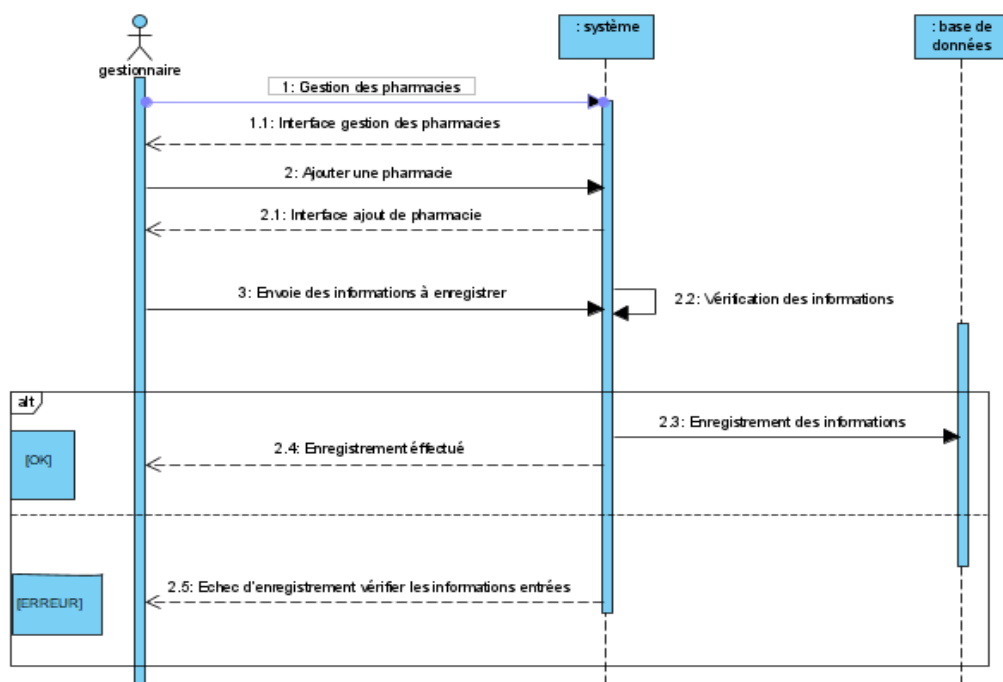 gestionnaire
: système
: base de
données
1: Gestion des pharmacies
1.1: Interface gestion des pharmacies
2: Ajouter une pharmacie
2.1: Interface ajout de pharmacie
3: Envoie des informations à enregistrer
2.2: Vérification des informations
alt
2.3: Enregistrement des informations
[OK]
2.4: Enregistrement éffectué
2.5: Echec d'enregistrement vérifier les informations entrées
[ERREUR]